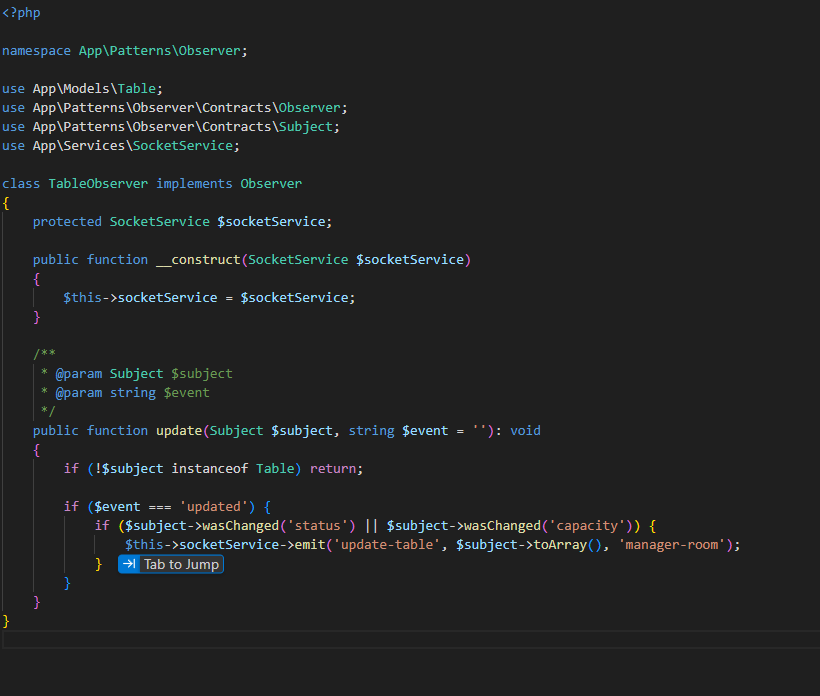 <?php
namespace App\Patterns\Observer;
use App\Models\Table;
use App\Patterns\Observer\Contracts\Observer;
use App\Patterns\Observer\Contracts\Subject;
use App\Services\SocketService;
class TableObserver implements Observer
{
    protected SocketService $socketService;
    public function __construct(SocketService $socketService)
    {
        $this->socketService = $socketService;
    }
    /**
     * @param Subject $subject
     * @param string $event
     */
    public function update(Subject $subject, string $event = ''): void
    {
        if (!$subject instanceof Table) return;
        if ($event === 'updated') {
            if ($subject->wasChanged('status') || $subject->wasChanged('capacity')) {
                $this->socketService->emit('update-table', $subject->toArray(), 'manager-room');
            } Tab to Jump
        }
    }
}